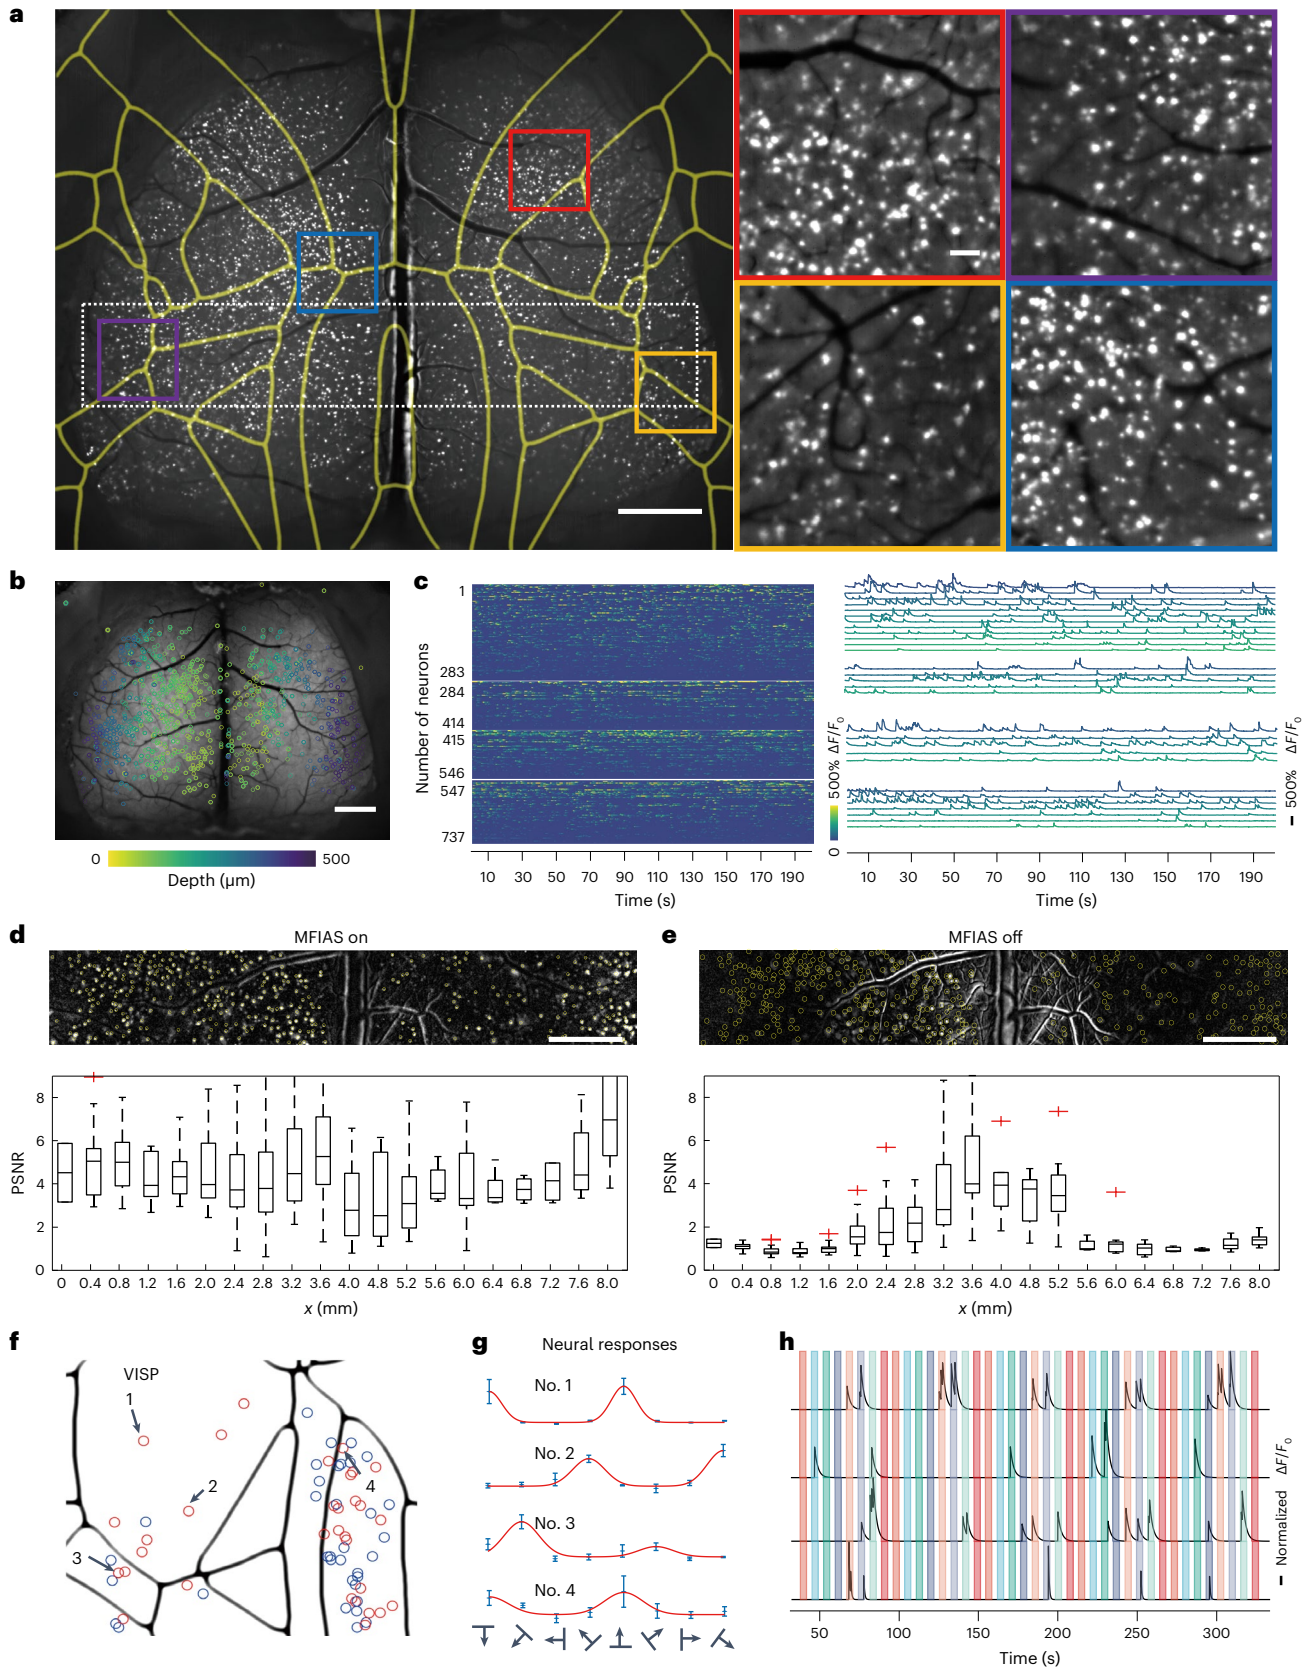 a
b
0
500
Depth (µm)
c
Number of neurons
1
283
284
414
415
546
547
737
10 30 50 70 90 110 130 150 170 190
Time (s)
0
500%
ΔF/F₀
10 30 50 70 90 110 130 150 170 190
Time (s)
500%
ΔF/F₀
d
MFIAS on
PSNR
8
6
4
2
0
0 0.4 0.8 1.2 1.6 2.0 2.4 2.8 3.2 3.6 4.0 4.8 5.2 5.6 6.0 6.4 6.8 7.2 7.6 8.0
x (mm)
e
MFIAS off
PSNR
8
6
4
2
0
0 0.4 0.8 1.2 1.6 2.0 2.4 2.8 3.2 3.6 4.0 4.8 5.2 5.6 6.0 6.4 6.8 7.2 7.6 8.0
x (mm)
f
VISP
1
2
3
4
g
Neural responses
No. 1
No. 2
No. 3
No. 4
h
Normalized ΔF/F₀
50 100 150 200 250 300
Time (s)